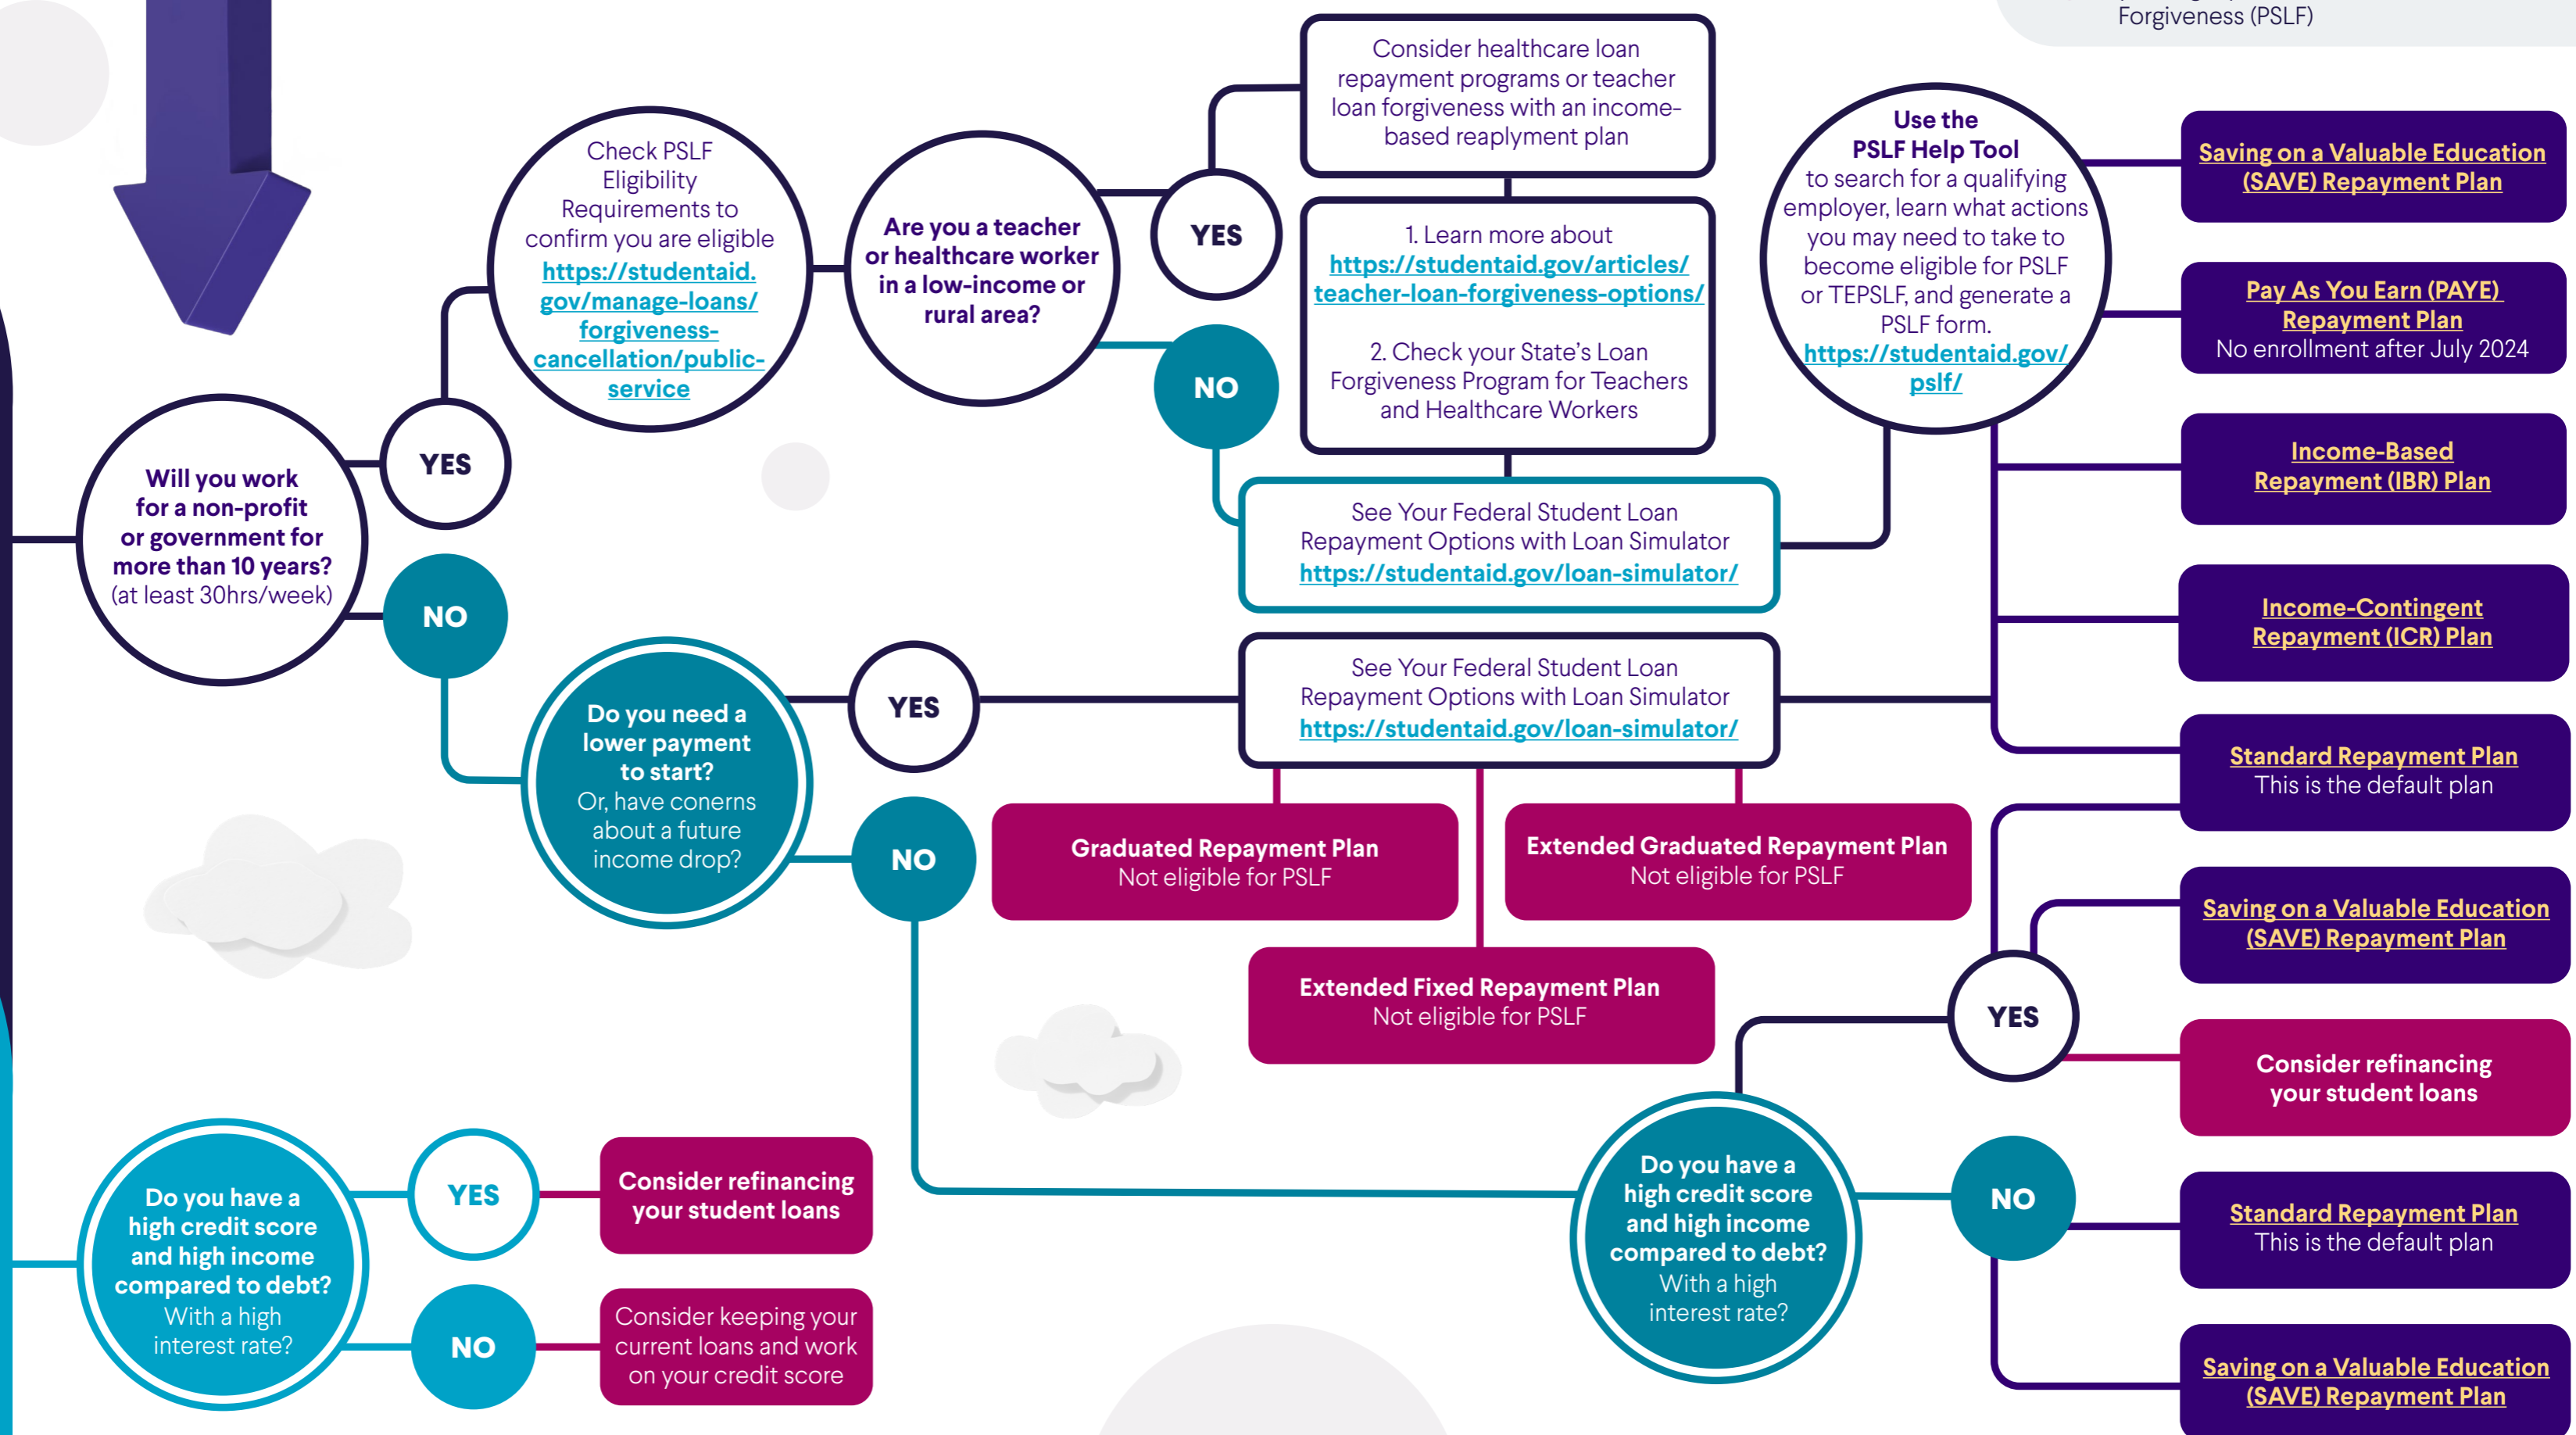 Forgiveness (PSLF)
Consider healthcare loan
repayment programs or teacher
loan forgiveness with an income-
based reaplyment plan
Check PSLF
Eligibility
Requirements to
confirm you are eligible
https://studentaid.
gov/manage-loans/
forgiveness-
cancellation/public-
service
Are you a teacher
or healthcare worker
in a low-income or
rural area?
YES
NO
1. Learn more about
https://studentaid.gov/articles/
teacher-loan-forgiveness-options/
2. Check your State's Loan
Forgiveness Program for Teachers
and Healthcare Workers
Use the
PSLF Help Tool
to search for a qualifying
employer, learn what actions
you may need to take to
become eligible for PSLF
or TEPSLF, and generate a
PSLF form.
https://studentaid.gov/
pslf/
Saving on a Valuable Education
(SAVE) Repayment Plan
Pay As You Earn (PAYE)
Repayment Plan
No enrollment after July 2024
Income-Based
Repayment (IBR) Plan
Income-Contingent
Repayment (ICR) Plan
Standard Repayment Plan
This is the default plan
Will you work
for a non-profit
or government for
more than 10 years?
(at least 30hrs/week)
YES
NO
See Your Federal Student Loan
Repayment Options with Loan Simulator
https://studentaid.gov/loan-simulator/
Do you need a
lower payment
to start?
Or, have conerns
about a future
income drop?
YES
NO
See Your Federal Student Loan
Repayment Options with Loan Simulator
https://studentaid.gov/loan-simulator/
Graduated Repayment Plan
Not eligible for PSLF
Extended Graduated Repayment Plan
Not eligible for PSLF
Extended Fixed Repayment Plan
Not eligible for PSLF
Saving on a Valuable Education
(SAVE) Repayment Plan
YES
Consider refinancing
your student loans
Do you have a
high credit score
and high income
compared to debt?
With a high
interest rate?
NO
Standard Repayment Plan
This is the default plan
Saving on a Valuable Education
(SAVE) Repayment Plan
Do you have a
high credit score
and high income
compared to debt?
With a high
interest rate?
YES
Consider refinancing
your student loans
NO
Consider keeping your
current loans and work
on your credit score